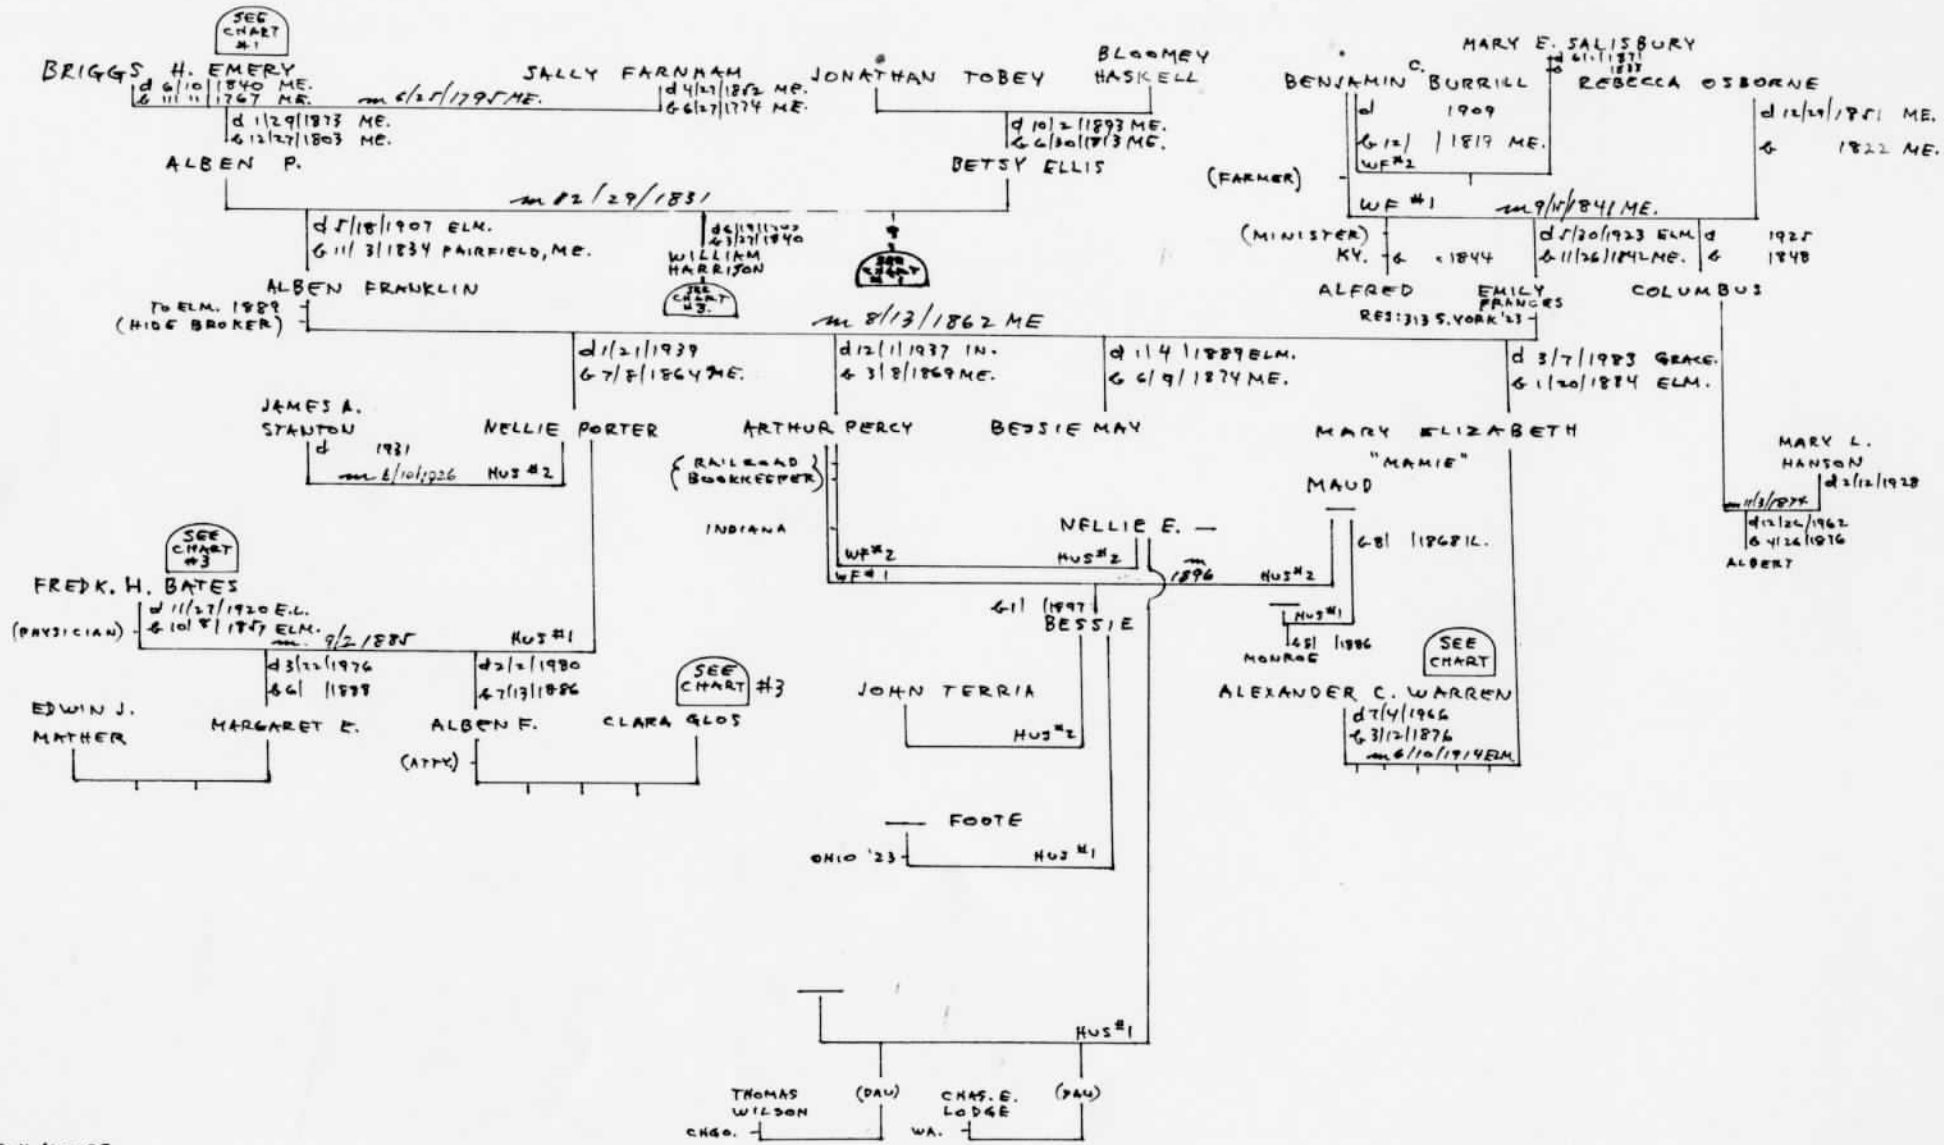 SEE
CHART
#1
BRIGGS H. EMERY
d 6/10/1840 ME.
b 11/11/1767 ME.
m 6/25/1795 ME.
SALLY FARNHAM
d 4/27/1852 ME.
b 6/27/1774 ME.
JONATHAN TOBEY
BLOOMEY
HASKELL
BENJAMIN C. BURRILL
d 1909
b 12/ /1819 ME.
WF #2
MARY E. SALISBURY
REBECCA OSBORNE
d 12/29/1851 ME.
b 1822 ME.
d 1/29/1873 ME.
b 12/27/1803 ME.
ALBEN P.
d 10/2/1893 ME.
b 6/30/1813 ME.
BETSY ELLIS
(FARMER)
m 12/29/1831
WF #1
m 9/15/1841 ME.
d 5/18/1907 ELM.
b 11/3/1834 FAIRFIELD, ME.
b 3/27/1840
WILLIAM
HARRISON
SEE
CHART
#3.
(MINISTER)
KY.
b 1844
d 5/30/1923 ELM
b 11/26/1842 ME.
d 1925
b 1848
ALBEN FRANKLIN
ALFRED
EMILY
FRANCES
COLUMBUS
TO ELM. 1889
(HIDE BROKER)
RES: 313 S. YORK '23
m 8/13/1862 ME
d 1/21/1939
b 7/8/1864 ME.
d 12/1/1937 IN.
b 3/8/1869 ME.
d 1/4/1889 ELM.
b 6/9/1874 ME.
d 3/7/1983 GRACE.
b 1/20/1884 ELM.
JAMES A.
STANTON
d 1931
NELLIE PORTER
ARTHUR PERCY
BESSIE MAY
MARY ELIZABETH
"MAMIE"
m 6/10/1926 HUS #2
(RAILROAD
BOOKKEEPER)
MAUD
MARY L.
HANSON
d 2/12/1928
m 11/3/1874
d 12/26/1962
b 4/26/1876
ALBERT
INDIANA
NELLIE E. —
b 8/ /1868 IL.
WF #2
HUS #2
WF #1
m
1896
HUS #2
SEE
CHART
#3
FREDK. H. BATES
d 11/27/1920 E.L.
b 10/8/1857 ELM.
(PHYSICIAN)
m. 9/2/1885
HUS #1
b 1/ /1897
BESSIE
HUS #1
b 5/ /1886
MONROE
SEE
CHART
d 3/22/1976
b 6/ /1888
d 2/2/1980
b 7/13/1886
SEE
CHART #3
EDWIN J.
MATHER
MARGARET E.
ALBEN F.
CLARA GLOS
(ATTY.)
JOHN TERRIA
HUS #2
ALEXANDER C. WARREN
d 7/4/1966
b 3/12/1876
m 6/10/1914 ELM
— FOOTE
OHIO '23
HUS #1
HUS #1
THOMAS
WILSON
(DAU)
CHAS. E.
LODGE
(DAU)
CHGO.
WA.